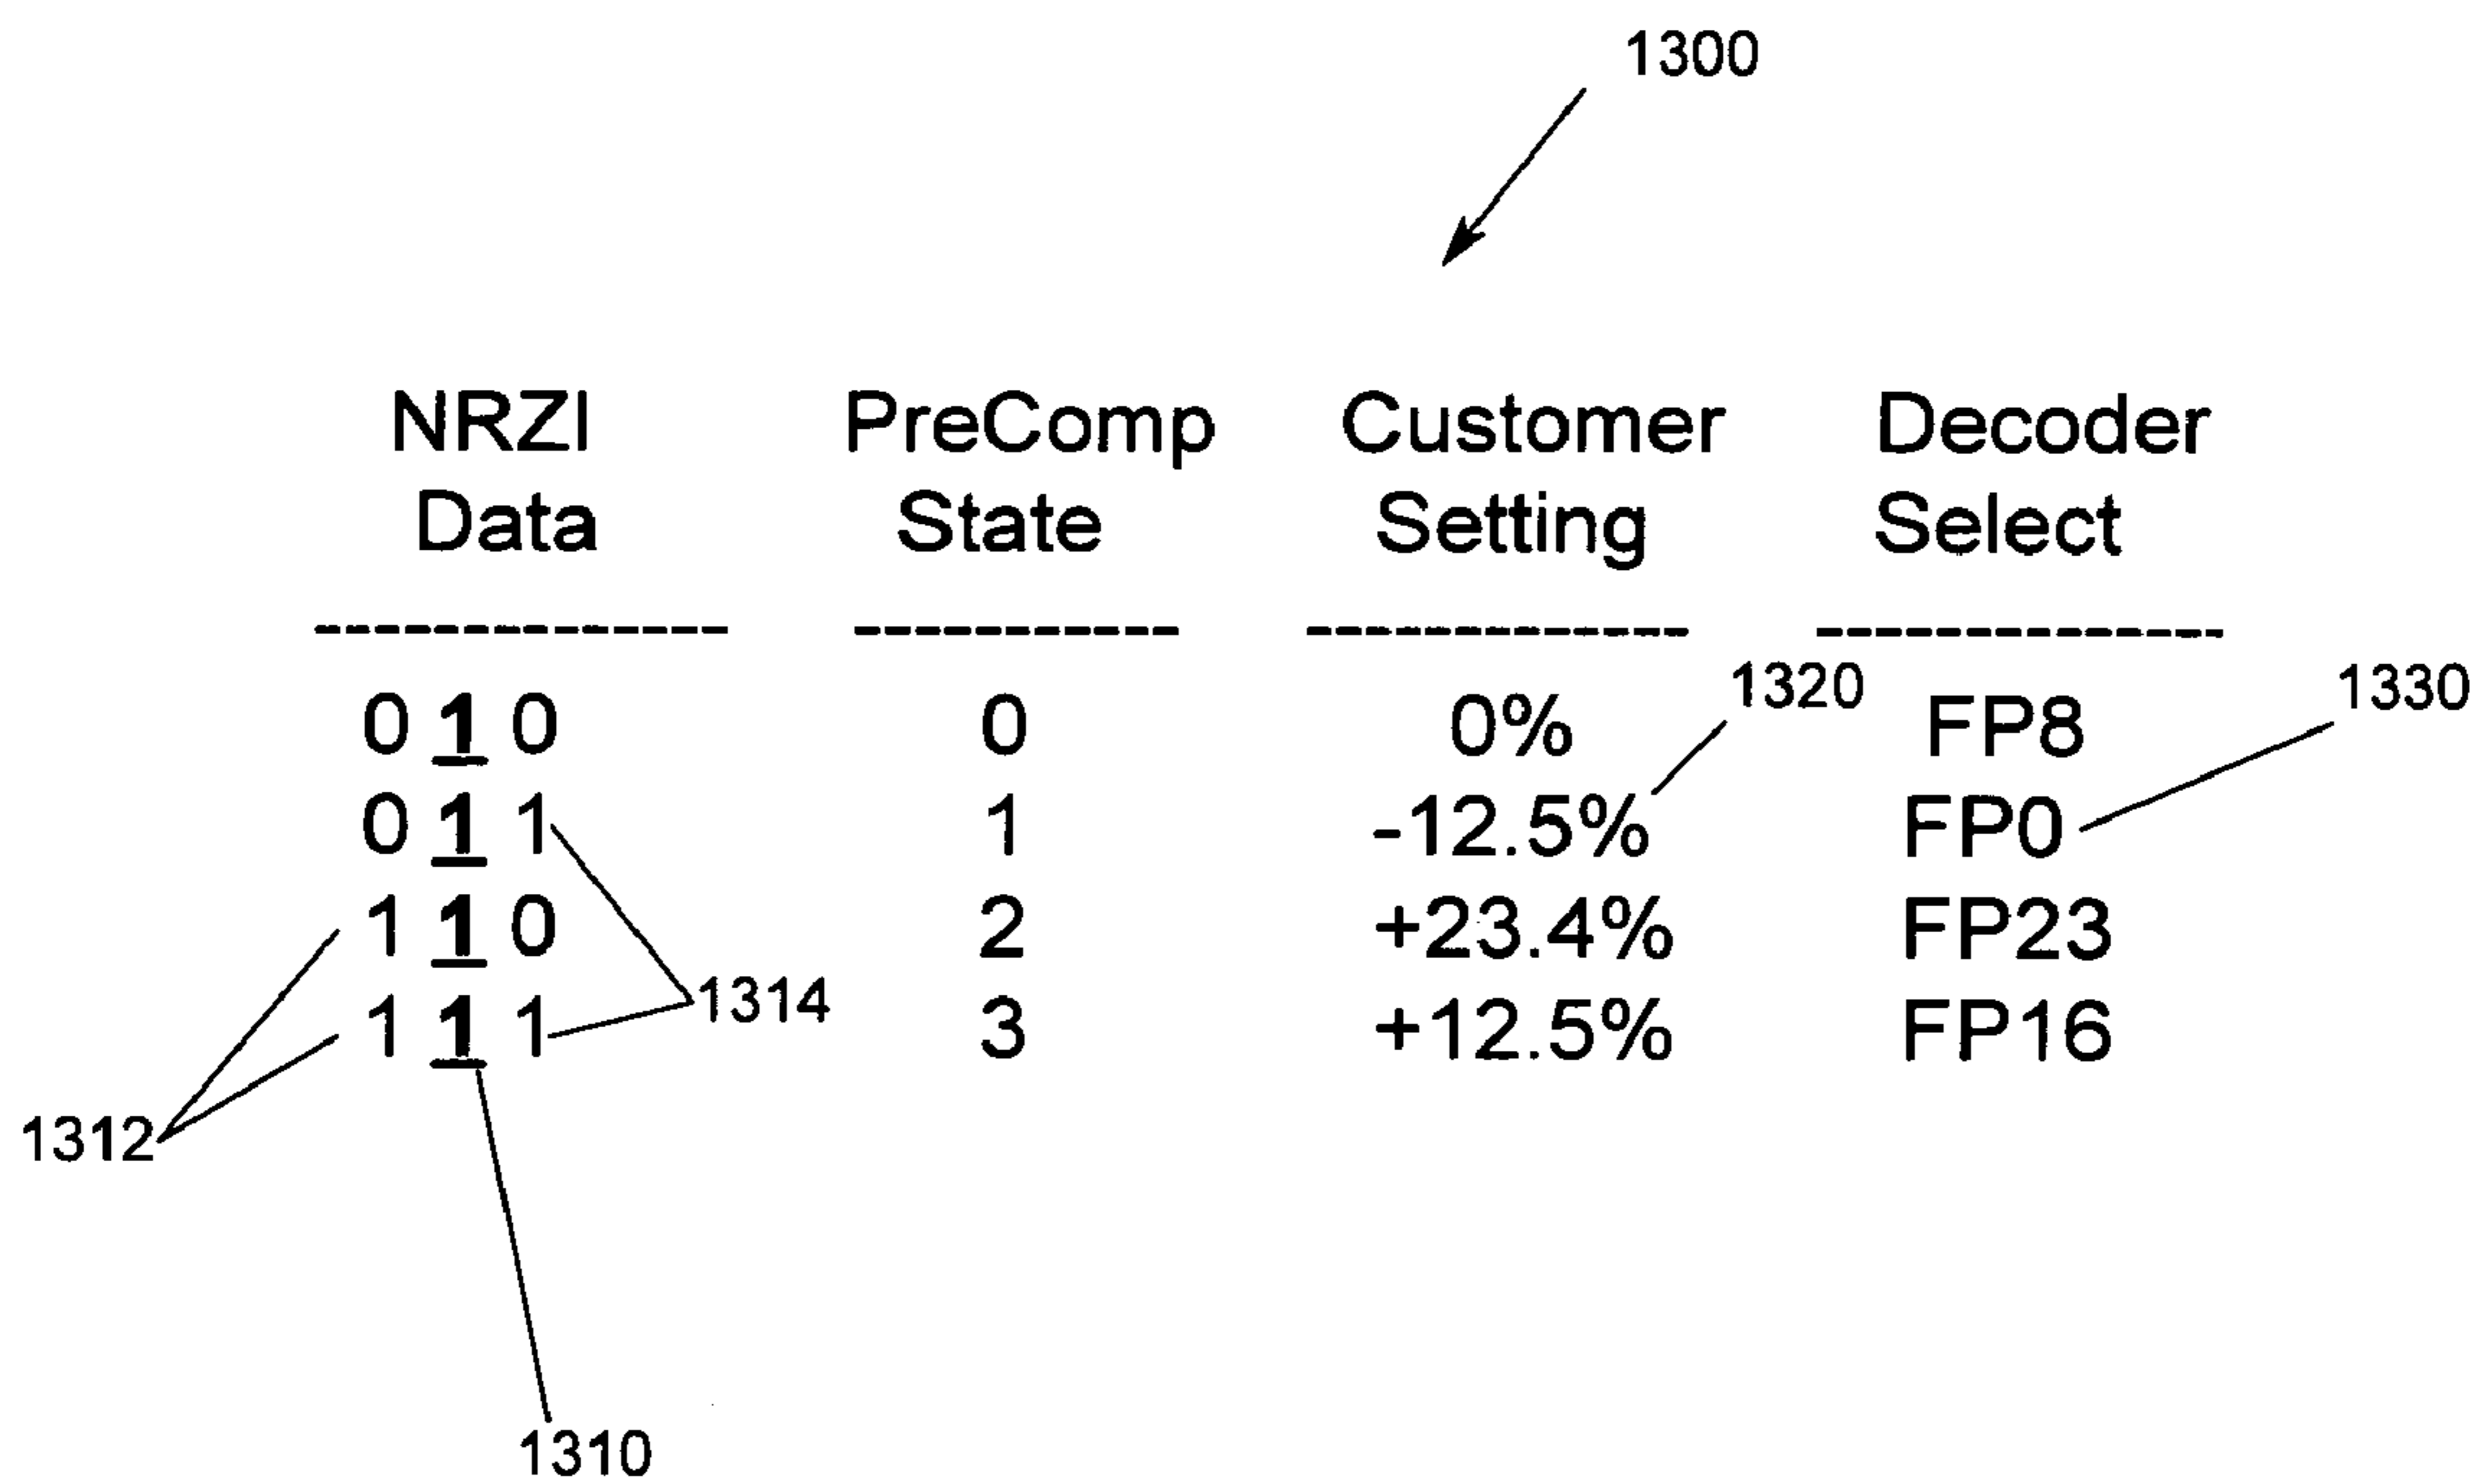 1300
NRZI Data PreComp State Customer Setting Decoder Select
--------------  -----------  -------------  --------------
1320 1330
0 1 0 0 0% FP8
0 1 1 1 -12.5% FP0
1 1 0 2 +23.4% FP23
1314
1 1 1 3 +12.5% FP16
1312
1310